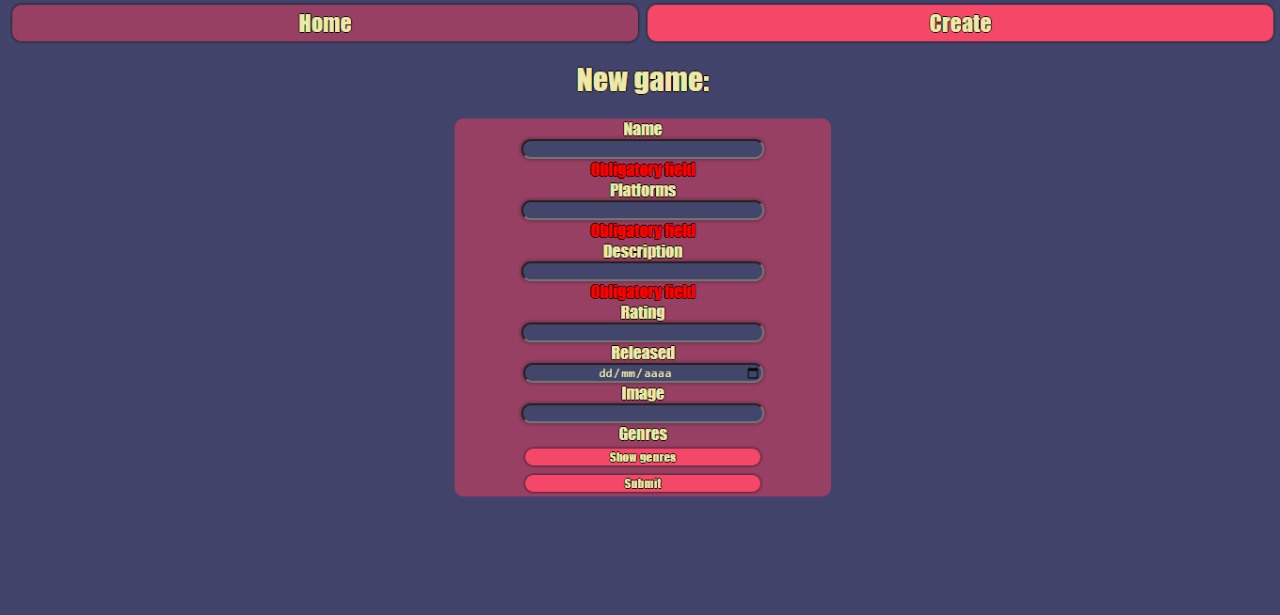 Home
Create
New game:
Name
Obligatory field
Platforms
Obligatory field
Description
Obligatory field
Rating
Released
dd/mm/aaaa
Image
Genres
Show genres
Submit